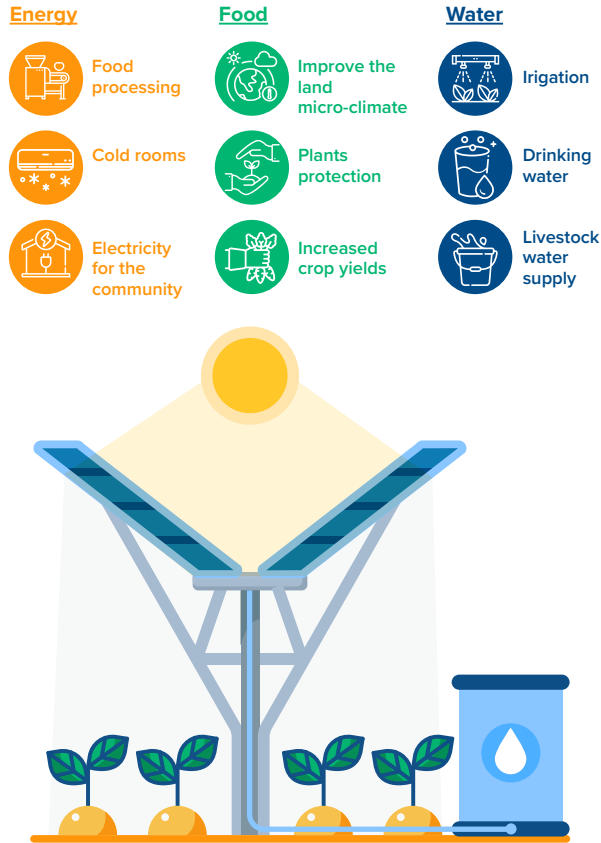 Energy
Food
processing
Cold rooms
Electricity
for the
community
Food
Improve the
land
micro-climate
Plants
protection
Increased
crop yields
Water
Irigation
Drinking
water
Livestock
water
supply